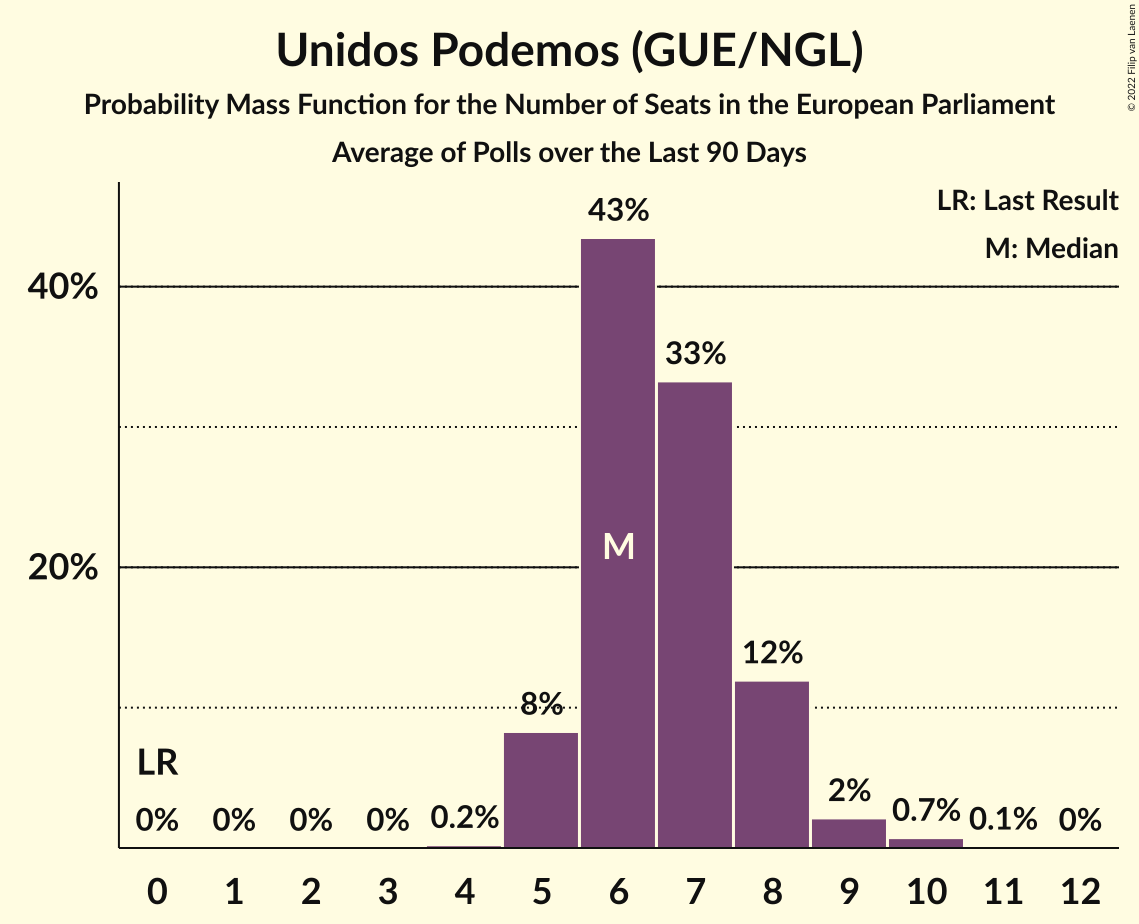 Unidos Podemos (GUE/NGL)
Probability Mass Function for the Number of Seats in the European Parliament
Average of Polls over the Last 90 Days
© 2022 Filip van Laenen
LR: Last Result
M: Median
43%
40%
33%
M
20%
12%
8%
LR
2%
0% 0% 0% 0% 0.2% 0.7% 0.1% 0%
0 1 2 3 4 5 6 7 8 9 10 11 12